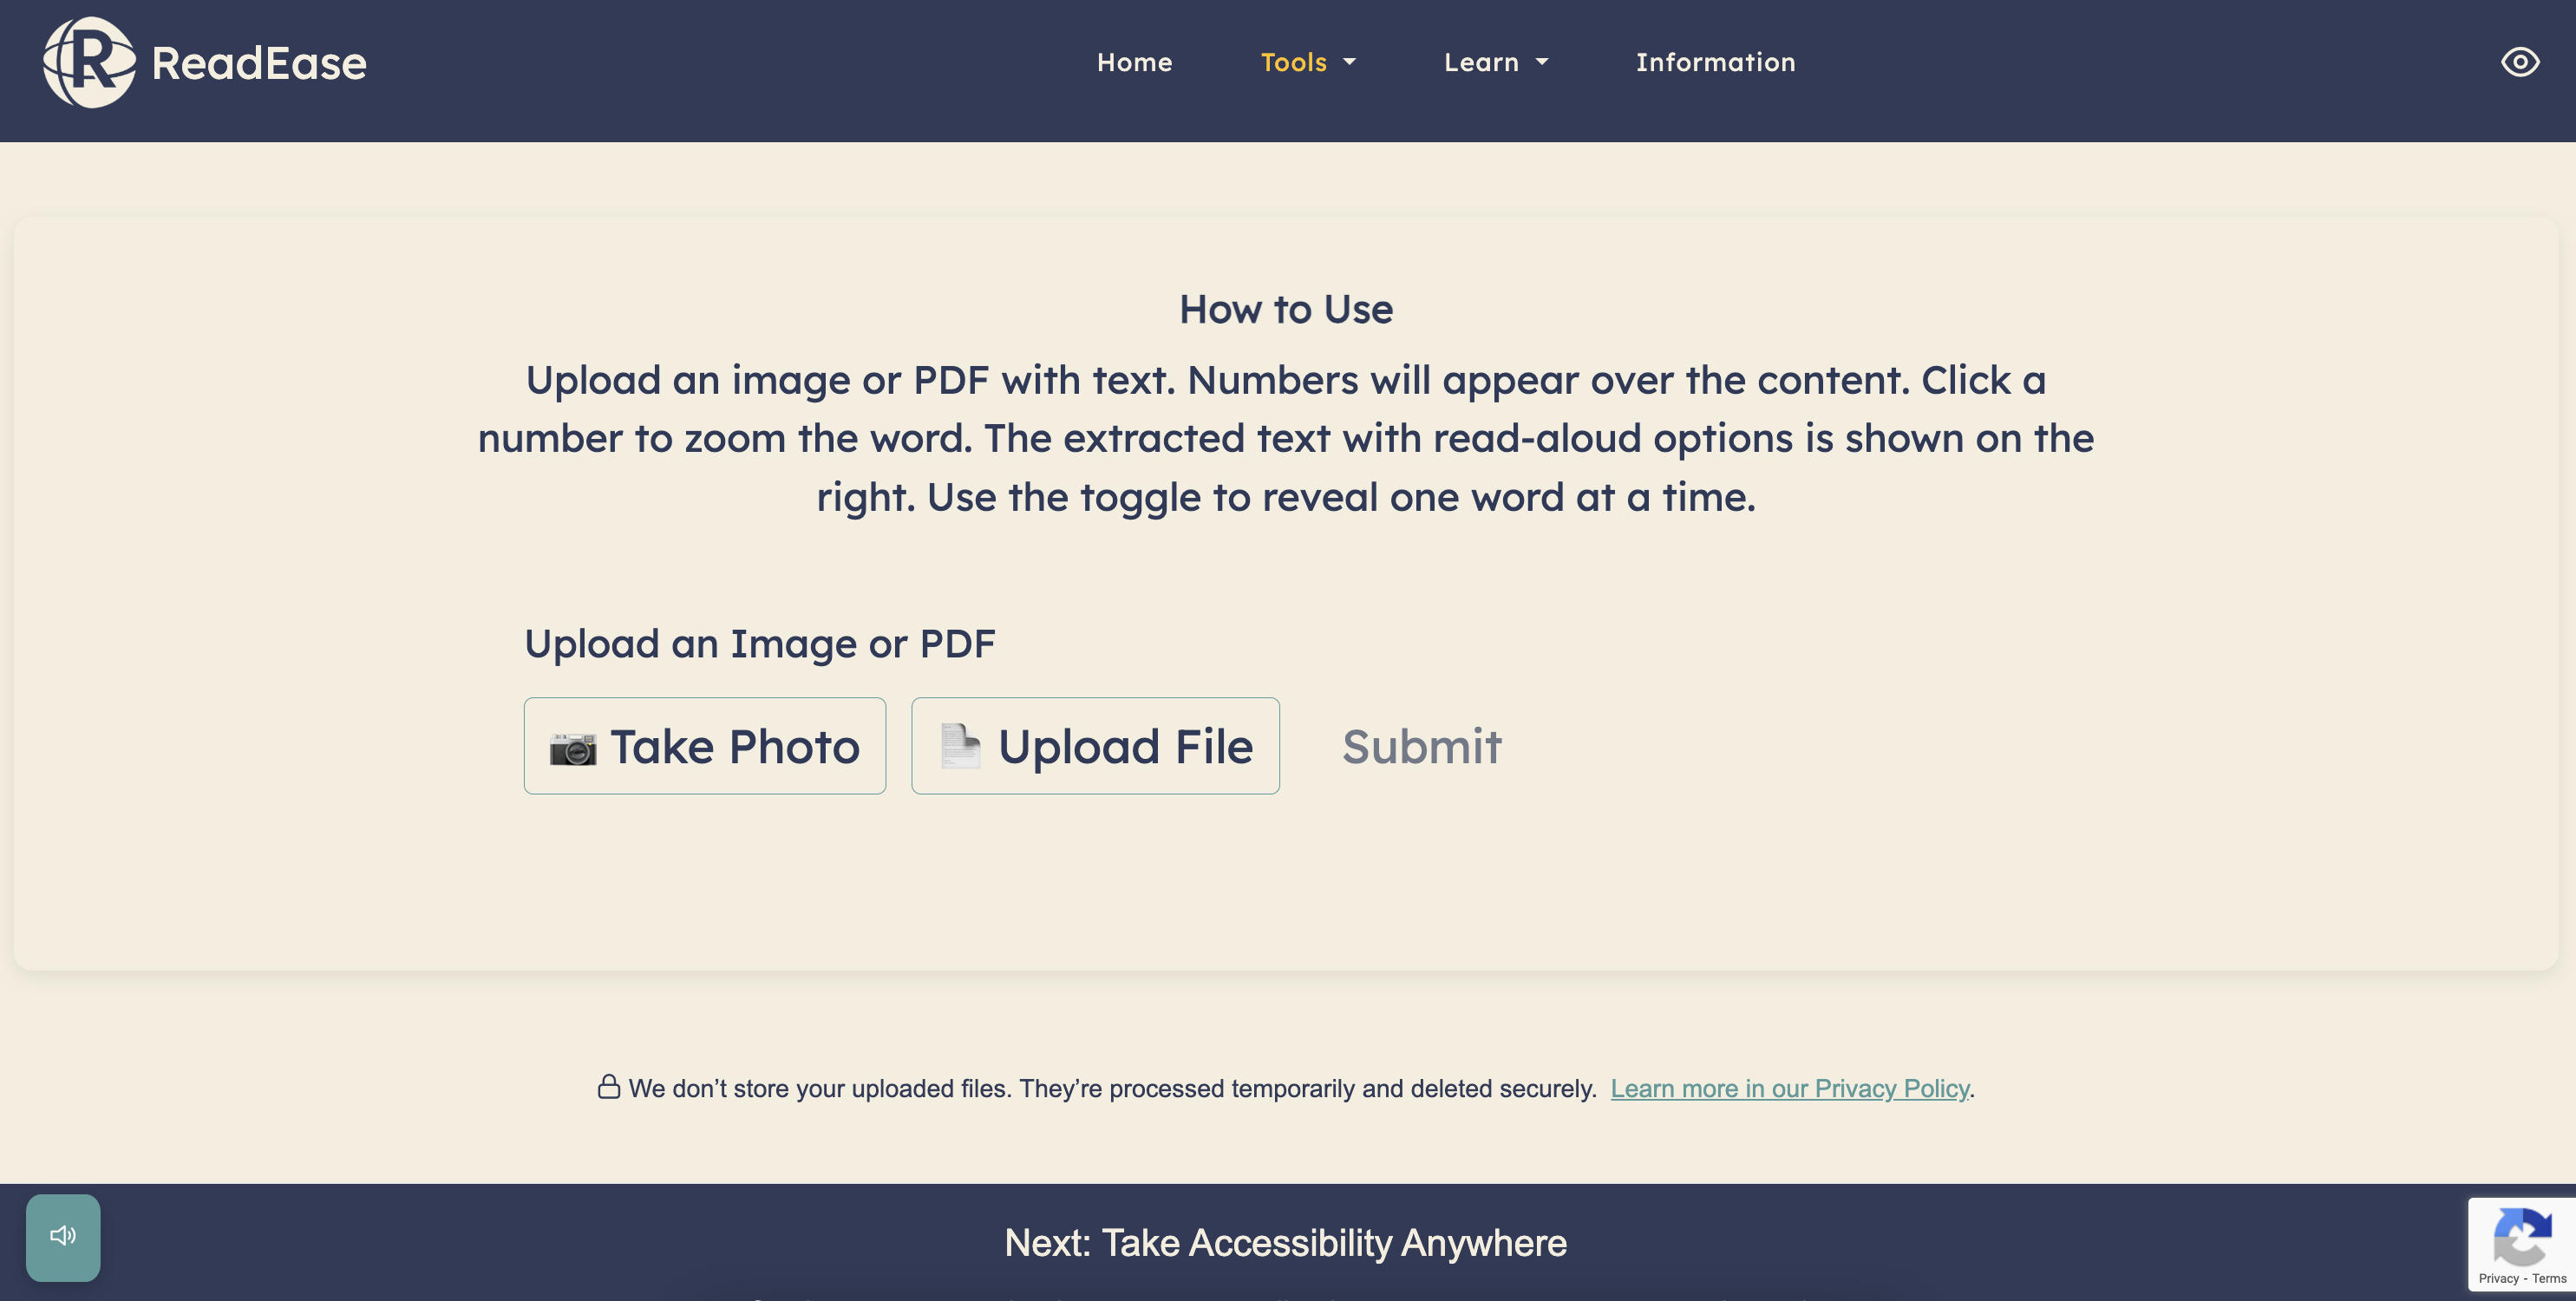 R ReadEase
Home Tools Learn Information
How to Use
Upload an image or PDF with text. Numbers will appear over the content. Click a
number to zoom the word. The extracted text with read-aloud options is shown on the
right. Use the toggle to reveal one word at a time.
Upload an Image or PDF
Take Photo Upload File Submit
We don’t store your uploaded files. They’re processed temporarily and deleted securely. Learn more in our Privacy Policy.
Next: Take Accessibility Anywhere
Privacy - Terms